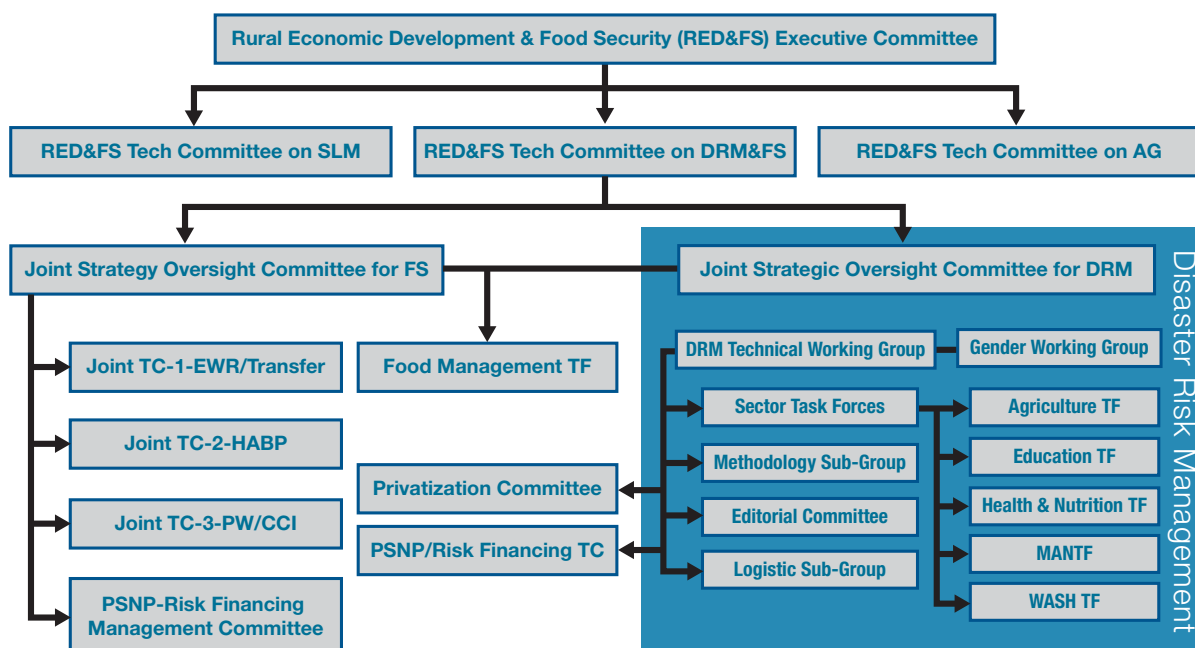 Rural Economic Development & Food Security (RED&FS) Executive Committee
RED&FS Tech Committee on SLM
RED&FS Tech Committee on DRM&FS
RED&FS Tech Committee on AG
Joint Strategy Oversight Committee for FS
Joint Strategic Oversight Committee for DRM
Disaster Risk Management
Joint TC-1-EWR/Transfer
Joint TC-2-HABP
Joint TC-3-PW/CCI
PSNP-Risk Financing
Management Committee
Food Management TF
Privatization Committee
PSNP/Risk Financing TC
DRM Technical Working Group
Gender Working Group
Sector Task Forces
Methodology Sub-Group
Editorial Committee
Logistic Sub-Group
Agriculture TF
Education TF
Health & Nutrition TF
MANTF
WASH TF